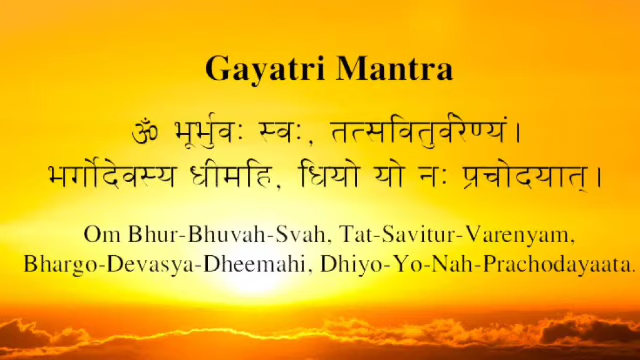 Gayatri Mantra
ॐ भूर्भुवः स्वः, तत्सवितुर्वरेण्यं।
भर्गोदेवस्य धीमहि, धियो यो नः प्रचोदयात्।
Om Bhur-Bhuvah-Svah, Tat-Savitur-Varenyam,
Bhargo-Devasya-Dheemahi, Dhiyo-Yo-Nah-Prachodayaata.